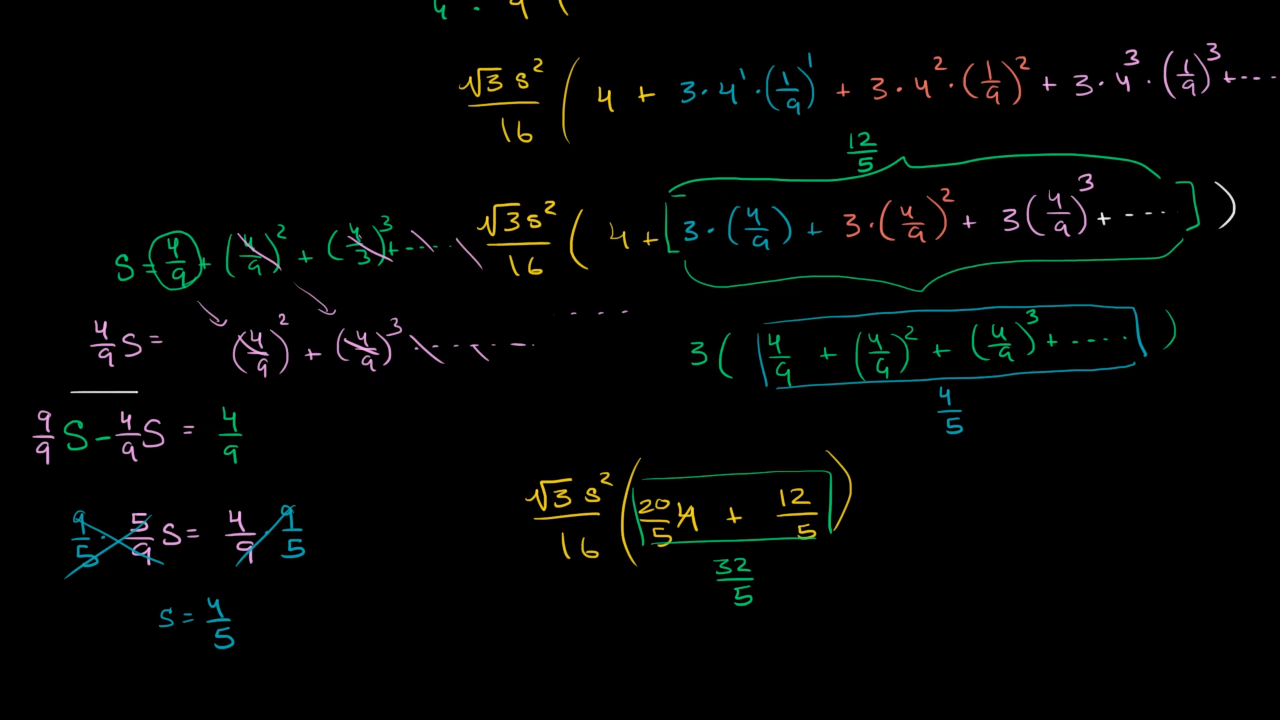 4 · 9 (
√3 s² / 16 ( 4 + 3 · 4¹ · (1/9)¹ + 3 · 4² · (1/9)² + 3 · 4³ · (1/9)³ + ····
12/5
√3 s² / 16 ( 4 + [ 3 · (4/9) + 3 · (4/9)² + 3 (4/9)³ + ···· ] )
S = 4/9 + (4/9)² + (4/3)³ + ·····
4/9 S = (4/9)² + (4/9)³ ·······
3 ( 4/9 + (4/9)² + (4/9)³ + ···· )
4/5
9/9 S - 4/9 S = 4/9
√3 s² / 16 ( 20/5 4 + 12/5 )
9/5 · 5/9 S = 4/9 · 9/5
32/5
s = 4/5